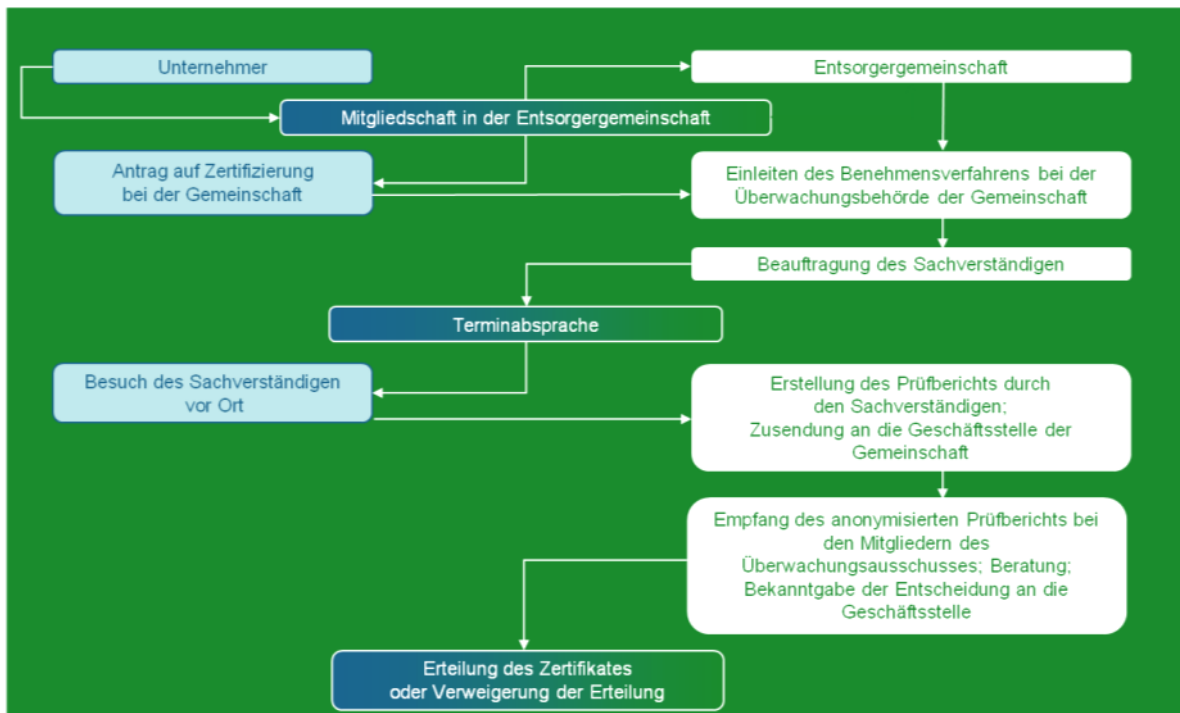 Unternehmer
Entsorgergemeinschaft
Mitgliedschaft in der Entsorgergemeinschaft
Antrag auf Zertifizierung
bei der Gemeinschaft
Einleiten des Benehmensverfahrens bei der
Überwachungsbehörde der Gemeinschaft
Beauftragung des Sachverständigen
Terminabsprache
Besuch des Sachverständigen
vor Ort
Erstellung des Prüfberichts durch
den Sachverständigen;
Zusendung an die Geschäftsstelle der
Gemeinschaft
Empfang des anonymisierten Prüfberichts bei
den Mitgliedern des
Überwachungsausschusses; Beratung;
Bekanntgabe der Entscheidung an die
Geschäftsstelle
Erteilung des Zertifikates
oder Verweigerung der Erteilung